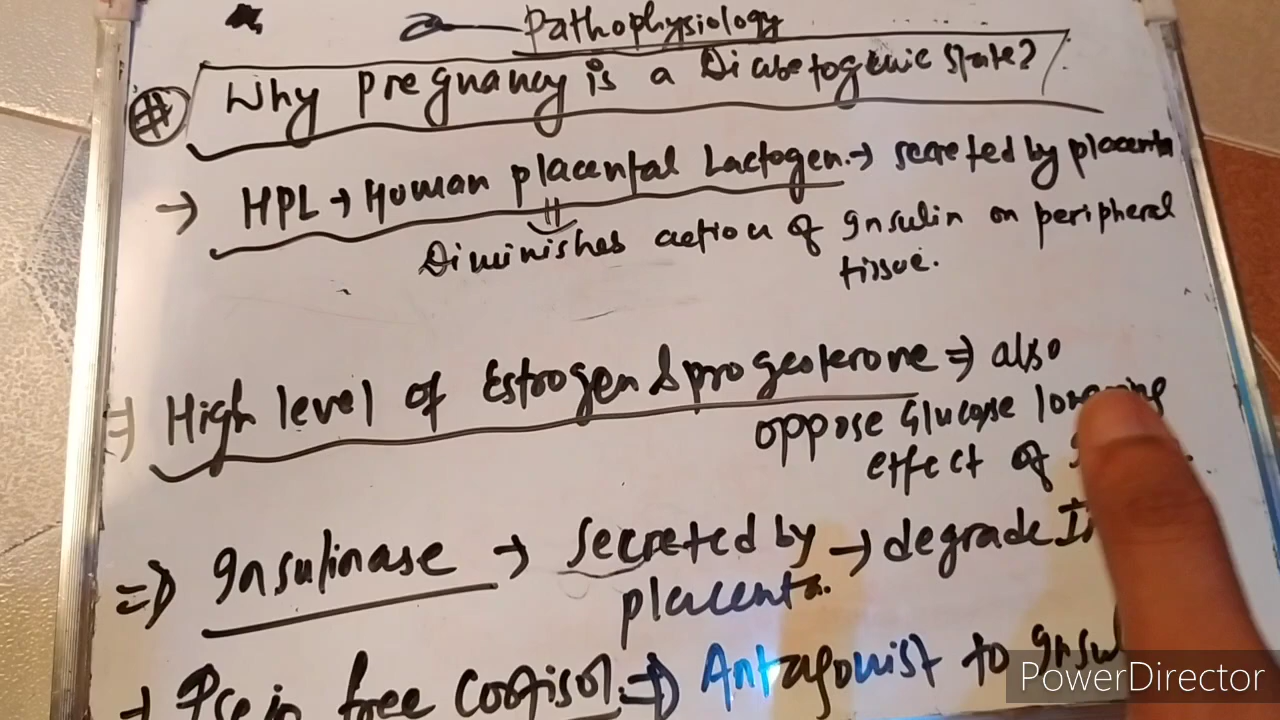 Pathophysiology
# Why pregnancy is a Diabetogenic State?
→ HPL → Human placental Lactogen. → secreted by placenta
Diminishes action of Insulin on peripheral
tissue.
⇒ High level of Estrogen & progesterone ⇒ also
oppose Glucose
effect of
⇒ Insulinase → secreted by → degrade
placenta.
→ free cortisol. ⇒ Antagonist to
PowerDirector